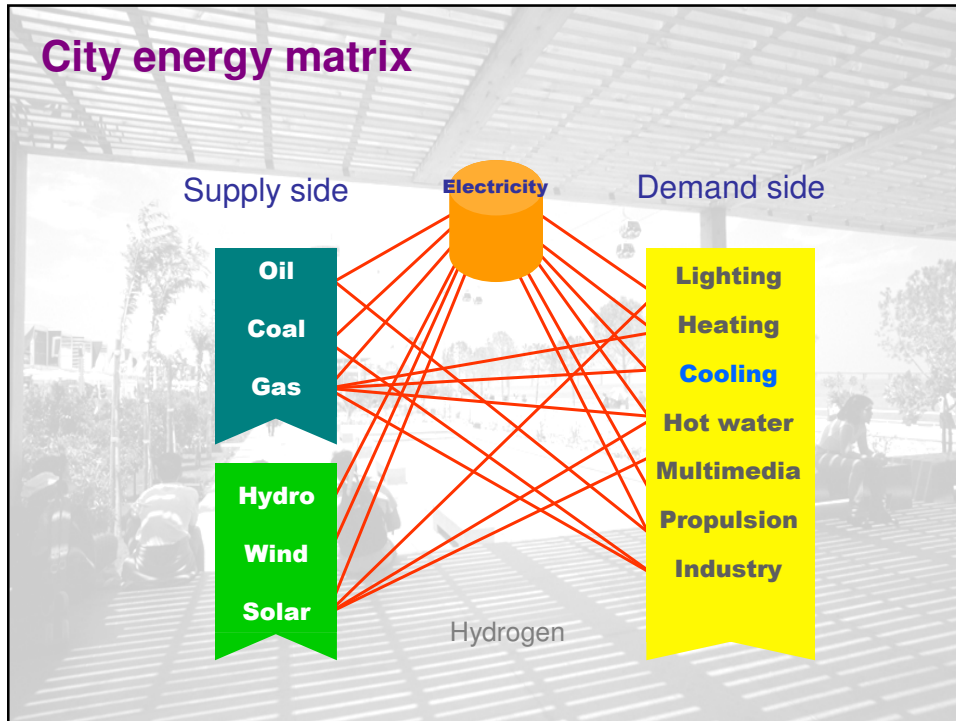 City energy matrix
Supply side
Electricity
Demand side
Oil
Coal
Gas
Hydro
Wind
Solar
Lighting
Heating
Cooling
Hot water
Multimedia
Propulsion
Industry
Hydrogen